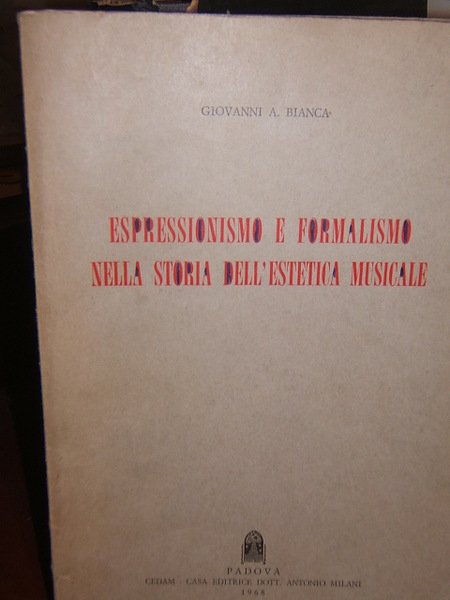 GIOVANNI A. BIANCA
ESPRESSIONISMO E FORMALISMO
NELLA STORIA DELL'ESTETICA MUSICALE
PADOVA
CEDAM - CASA EDITRICE DOTT. ANTONIO MILANI
1968